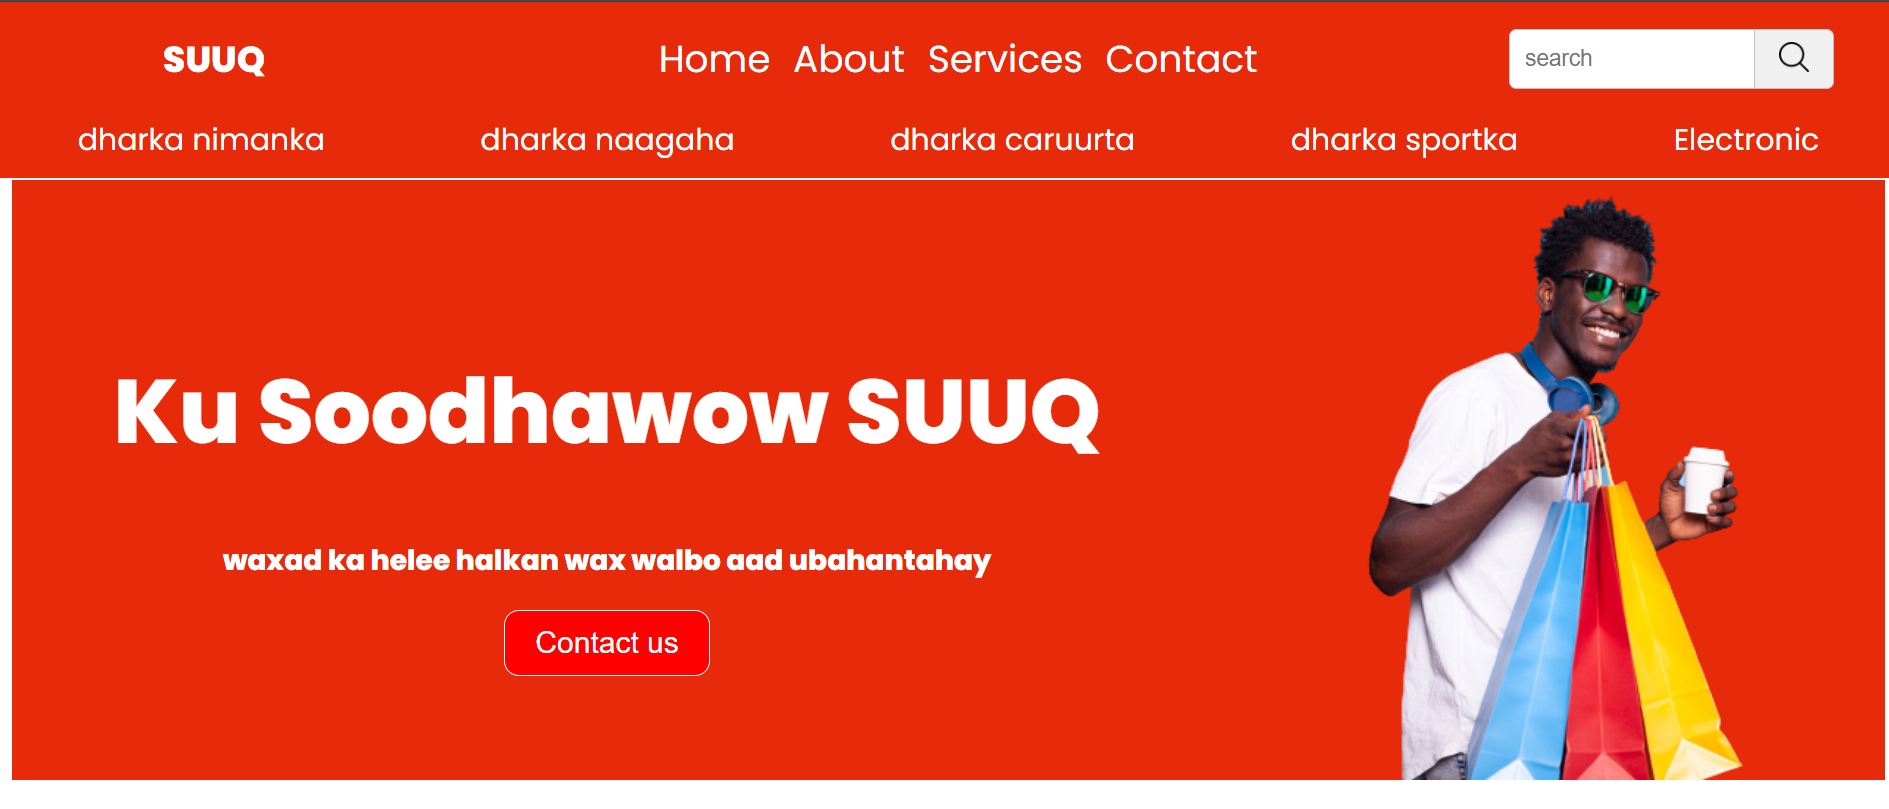 SUUQ
Home About Services Contact
search
dharka nimanka dharka naagaha dharka caruurta dharka sportka Electronic
Ku Soodhawow SUUQ
waxad ka helee halkan wax walbo aad ubahantahay
Contact us